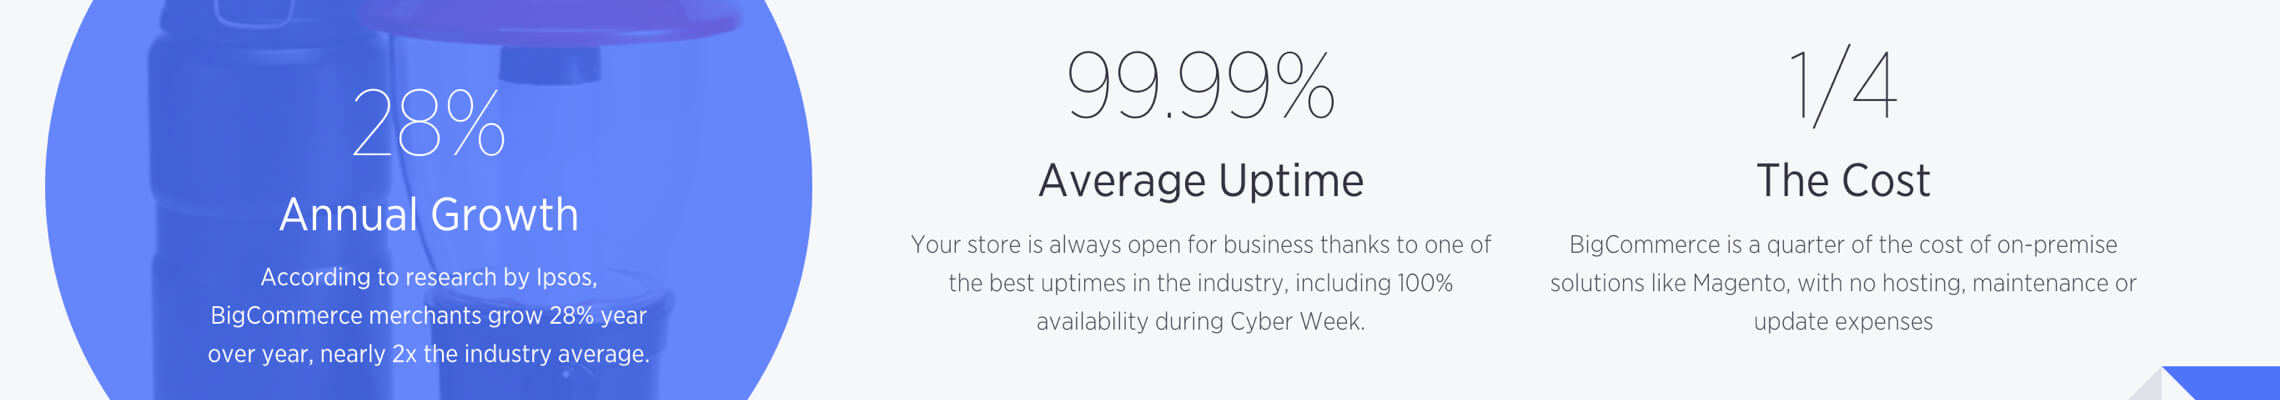 28%
Annual Growth
According to research by Ipsos,
BigCommerce merchants grow 28% year
over year, nearly 2x the industry average.
99.99%
Average Uptime
Your store is always open for business thanks to one of
the best uptimes in the industry, including 100%
availability during Cyber Week.
1/4
The Cost
BigCommerce is a quarter of the cost of on-premise
solutions like Magento, with no hosting, maintenance or
update expenses